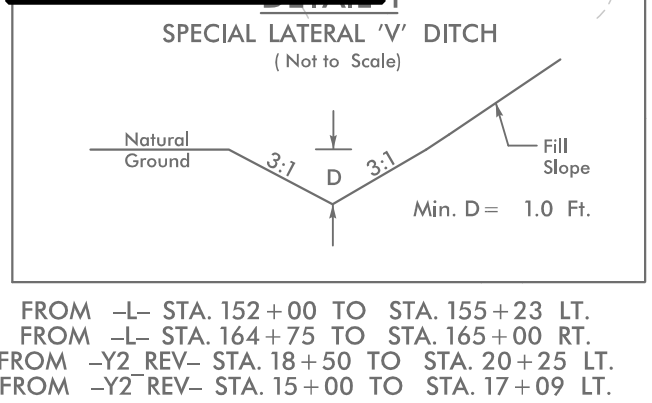 DETAIL 1
SPECIAL LATERAL 'V' DITCH
( Not to Scale)
Natural
Ground
3:1
D
3:1
Fill
Slope
Min. D = 1.0 Ft.
FROM –L– STA. 152+00 TO STA. 155+23 LT.
FROM –L– STA. 164+75 TO STA. 165+00 RT.
FROM –Y2_REV– STA. 18+50 TO STA. 20+25 LT.
FROM –Y2_REV– STA. 15+00 TO STA. 17+09 LT.